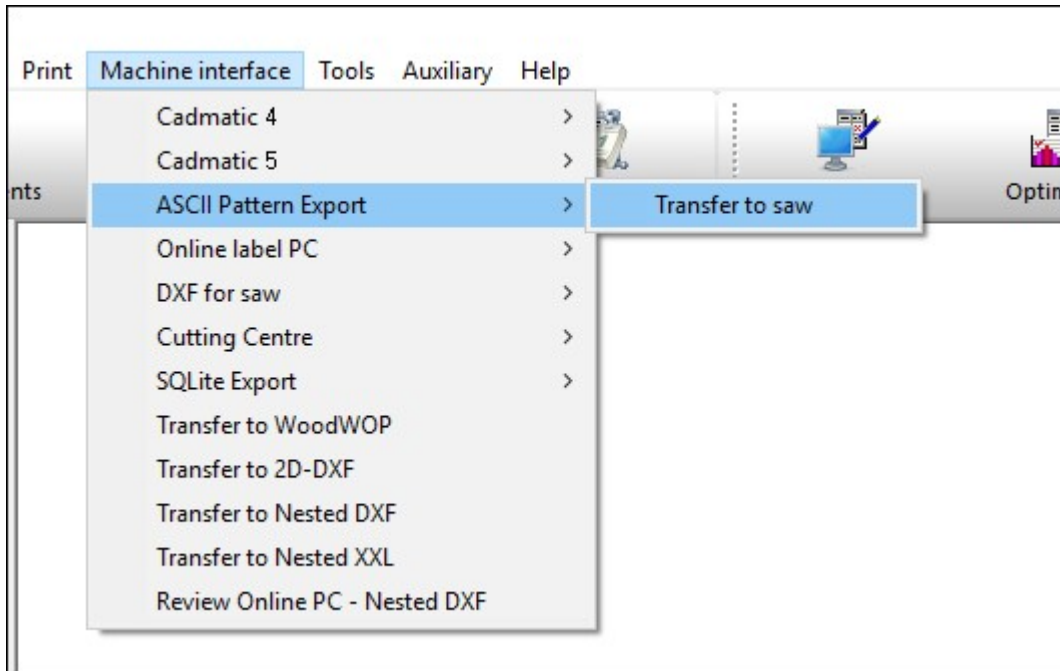 Print Machine interface Tools Auxiliary Help
Cadmatic 4
Cadmatic 5
nts
ASCII Pattern Export
Transfer to saw
Optim
Online label PC
DXF for saw
Cutting Centre
SQLite Export
Transfer to WoodWOP
Transfer to 2D-DXF
Transfer to Nested DXF
Transfer to Nested XXL
Review Online PC - Nested DXF